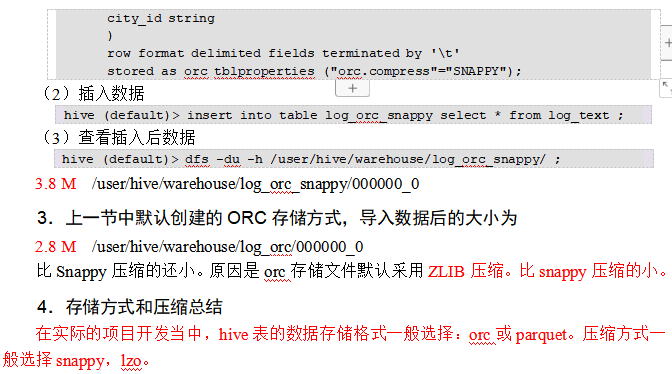 city_id string
)
row format delimited fields terminated by '\t'
stored as orc tblproperties ("orc.compress"="SNAPPY");
（2）插入数据
hive (default)> insert into table log_orc_snappy select * from log_text ;
（3）查看插入后数据
hive (default)> dfs -du -h /user/hive/warehouse/log_orc_snappy/ ;
3.8 M /user/hive/warehouse/log_orc_snappy/000000_0
3．上一节中默认创建的 ORC 存储方式，导入数据后的大小为
2.8 M /user/hive/warehouse/log_orc/000000_0
比 Snappy 压缩的还小。原因是 orc 存储文件默认采用 ZLIB 压缩。比 snappy 压缩的小。
4．存储方式和压缩总结
在实际的项目开发当中，hive 表的数据存储格式一般选择：orc 或 parquet。压缩方式一
般选择 snappy，lzo。